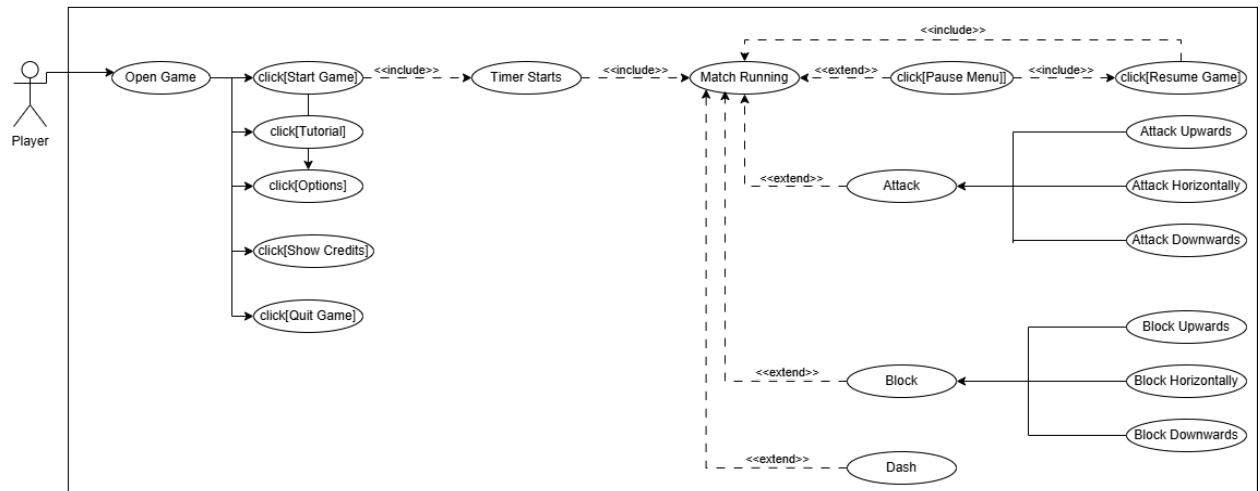 <<include>>
Open Game
click[Start Game]
<<include>>
Timer Starts
<<include>>
Match Running
<<extend>>
click[Pause Menu]]
<<include>>
click[Resume Game]
Player
click[Tutorial]
click[Options]
click[Show Credits]
click[Quit Game]
<<extend>>
Attack
Attack Upwards
Attack Horizontally
Attack Downwards
<<extend>>
Block
Block Upwards
Block Horizontally
Block Downwards
<<extend>>
Dash